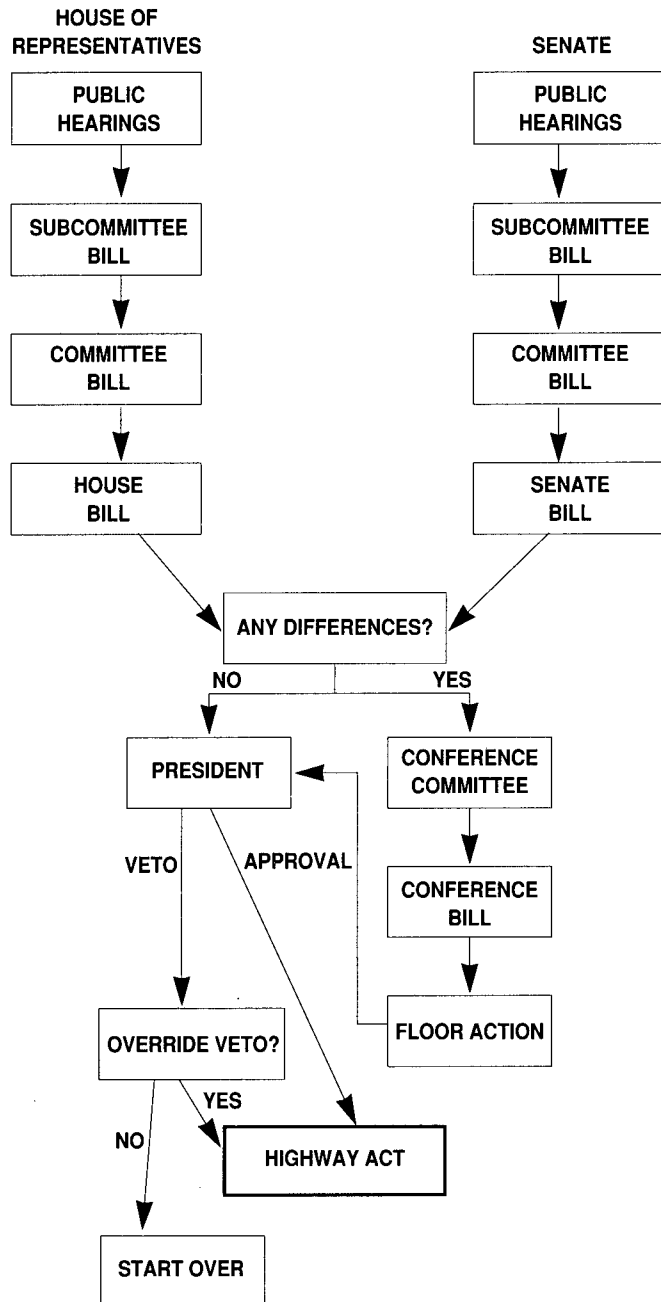 HOUSE OF
REPRESENTATIVES
SENATE
PUBLIC
HEARINGS
PUBLIC
HEARINGS
SUBCOMMITTEE
BILL
SUBCOMMITTEE
BILL
COMMITTEE
BILL
COMMITTEE
BILL
HOUSE
BILL
SENATE
BILL
ANY DIFFERENCES?
NO
YES
PRESIDENT
CONFERENCE
COMMITTEE
VETO
APPROVAL
CONFERENCE
BILL
OVERRIDE VETO?
FLOOR ACTION
YES
NO
HIGHWAY ACT
START OVER